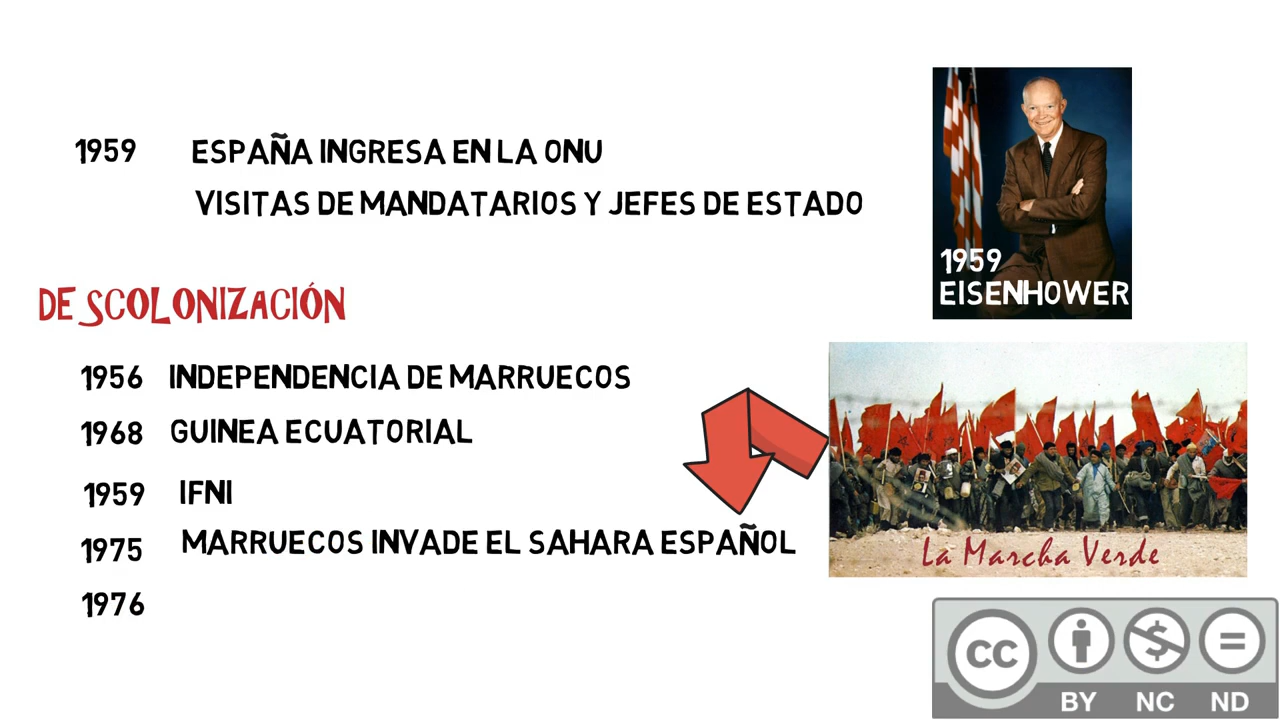 1959 ESPAÑA INGRESA EN LA ONU
VISITAS DE MANDATARIOS Y JEFES DE ESTADO
1959
EISENHOWER
DESCOLONIZACIÓN
1956 INDEPENDENCIA DE MARRUECOS
1968 GUINEA ECUATORIAL
1959 IFNI
1975 MARRUECOS INVADE EL SAHARA ESPAÑOL
1976
La Marcha Verde
CC BY NC ND